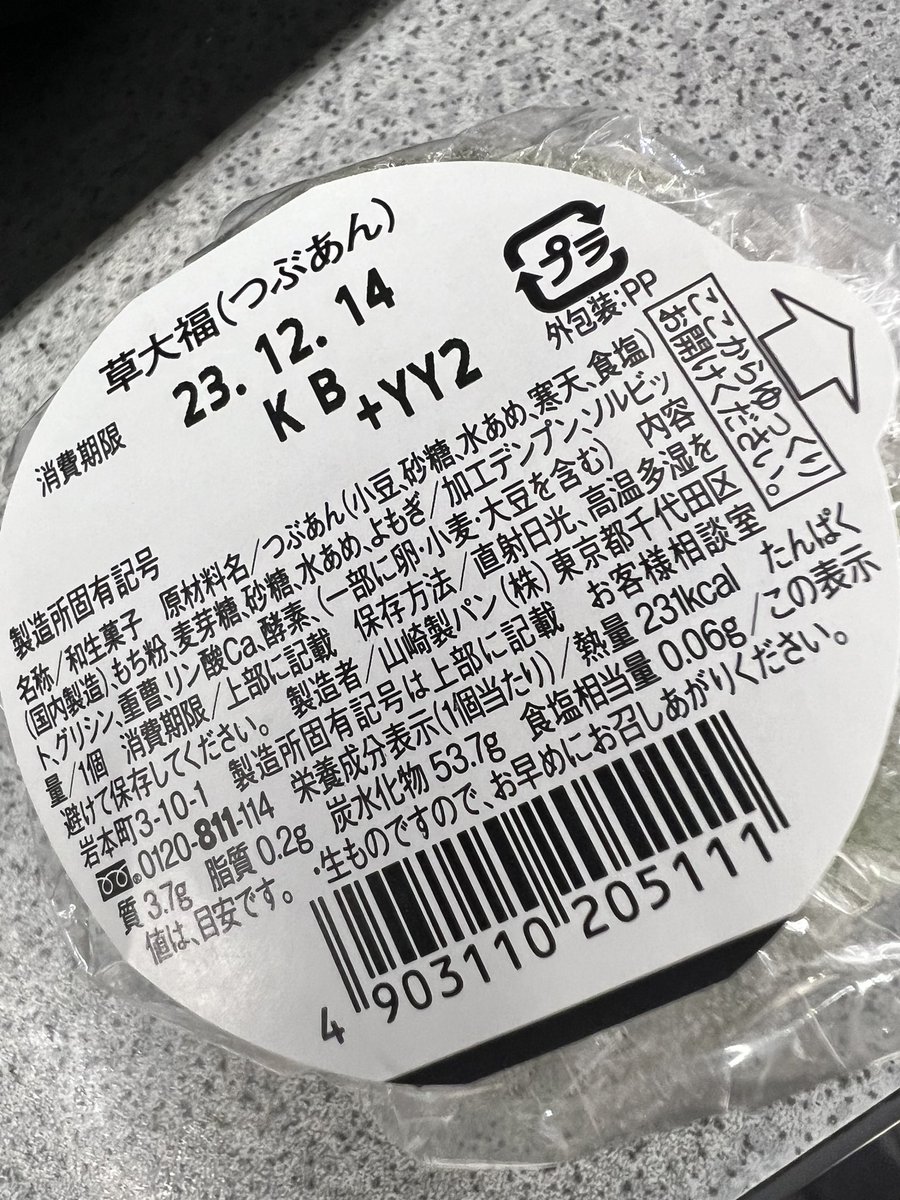 草大福(つぶあん)
消費期限 23. 12. 14
製造所固有記号 KB +YY2
プラ
外包装:PP
ここからゆっくり
お開けください。
名称/和生菓子 原材料名/つぶあん(小豆、砂糖、水あめ、寒天、食塩)
(国内製造)、もち粉、麦芽糖、砂糖、水あめ、よもぎ/加工デンプン、ソルビッ
ト、グリシン、重曹、リン酸Ca、酵素、(一部に卵・小麦・大豆を含む) 内容
量/1個 消費期限/上部に記載 保存方法/直射日光、高温多湿を
避けて保存してください。 製造者/山崎製パン(株)東京都千代田区
岩本町3-10-1 製造所固有記号は上部に記載 お客様相談室
0120-811-114 栄養成分表示(1個当たり)/熱量 231kcal たんぱく
質 3.7g 脂質 0.2g 炭水化物 53.7g 食塩相当量 0.06g/この表示
値は、目安です。 ・生ものですので、お早めにお召しあがりください。
4 903110 205111